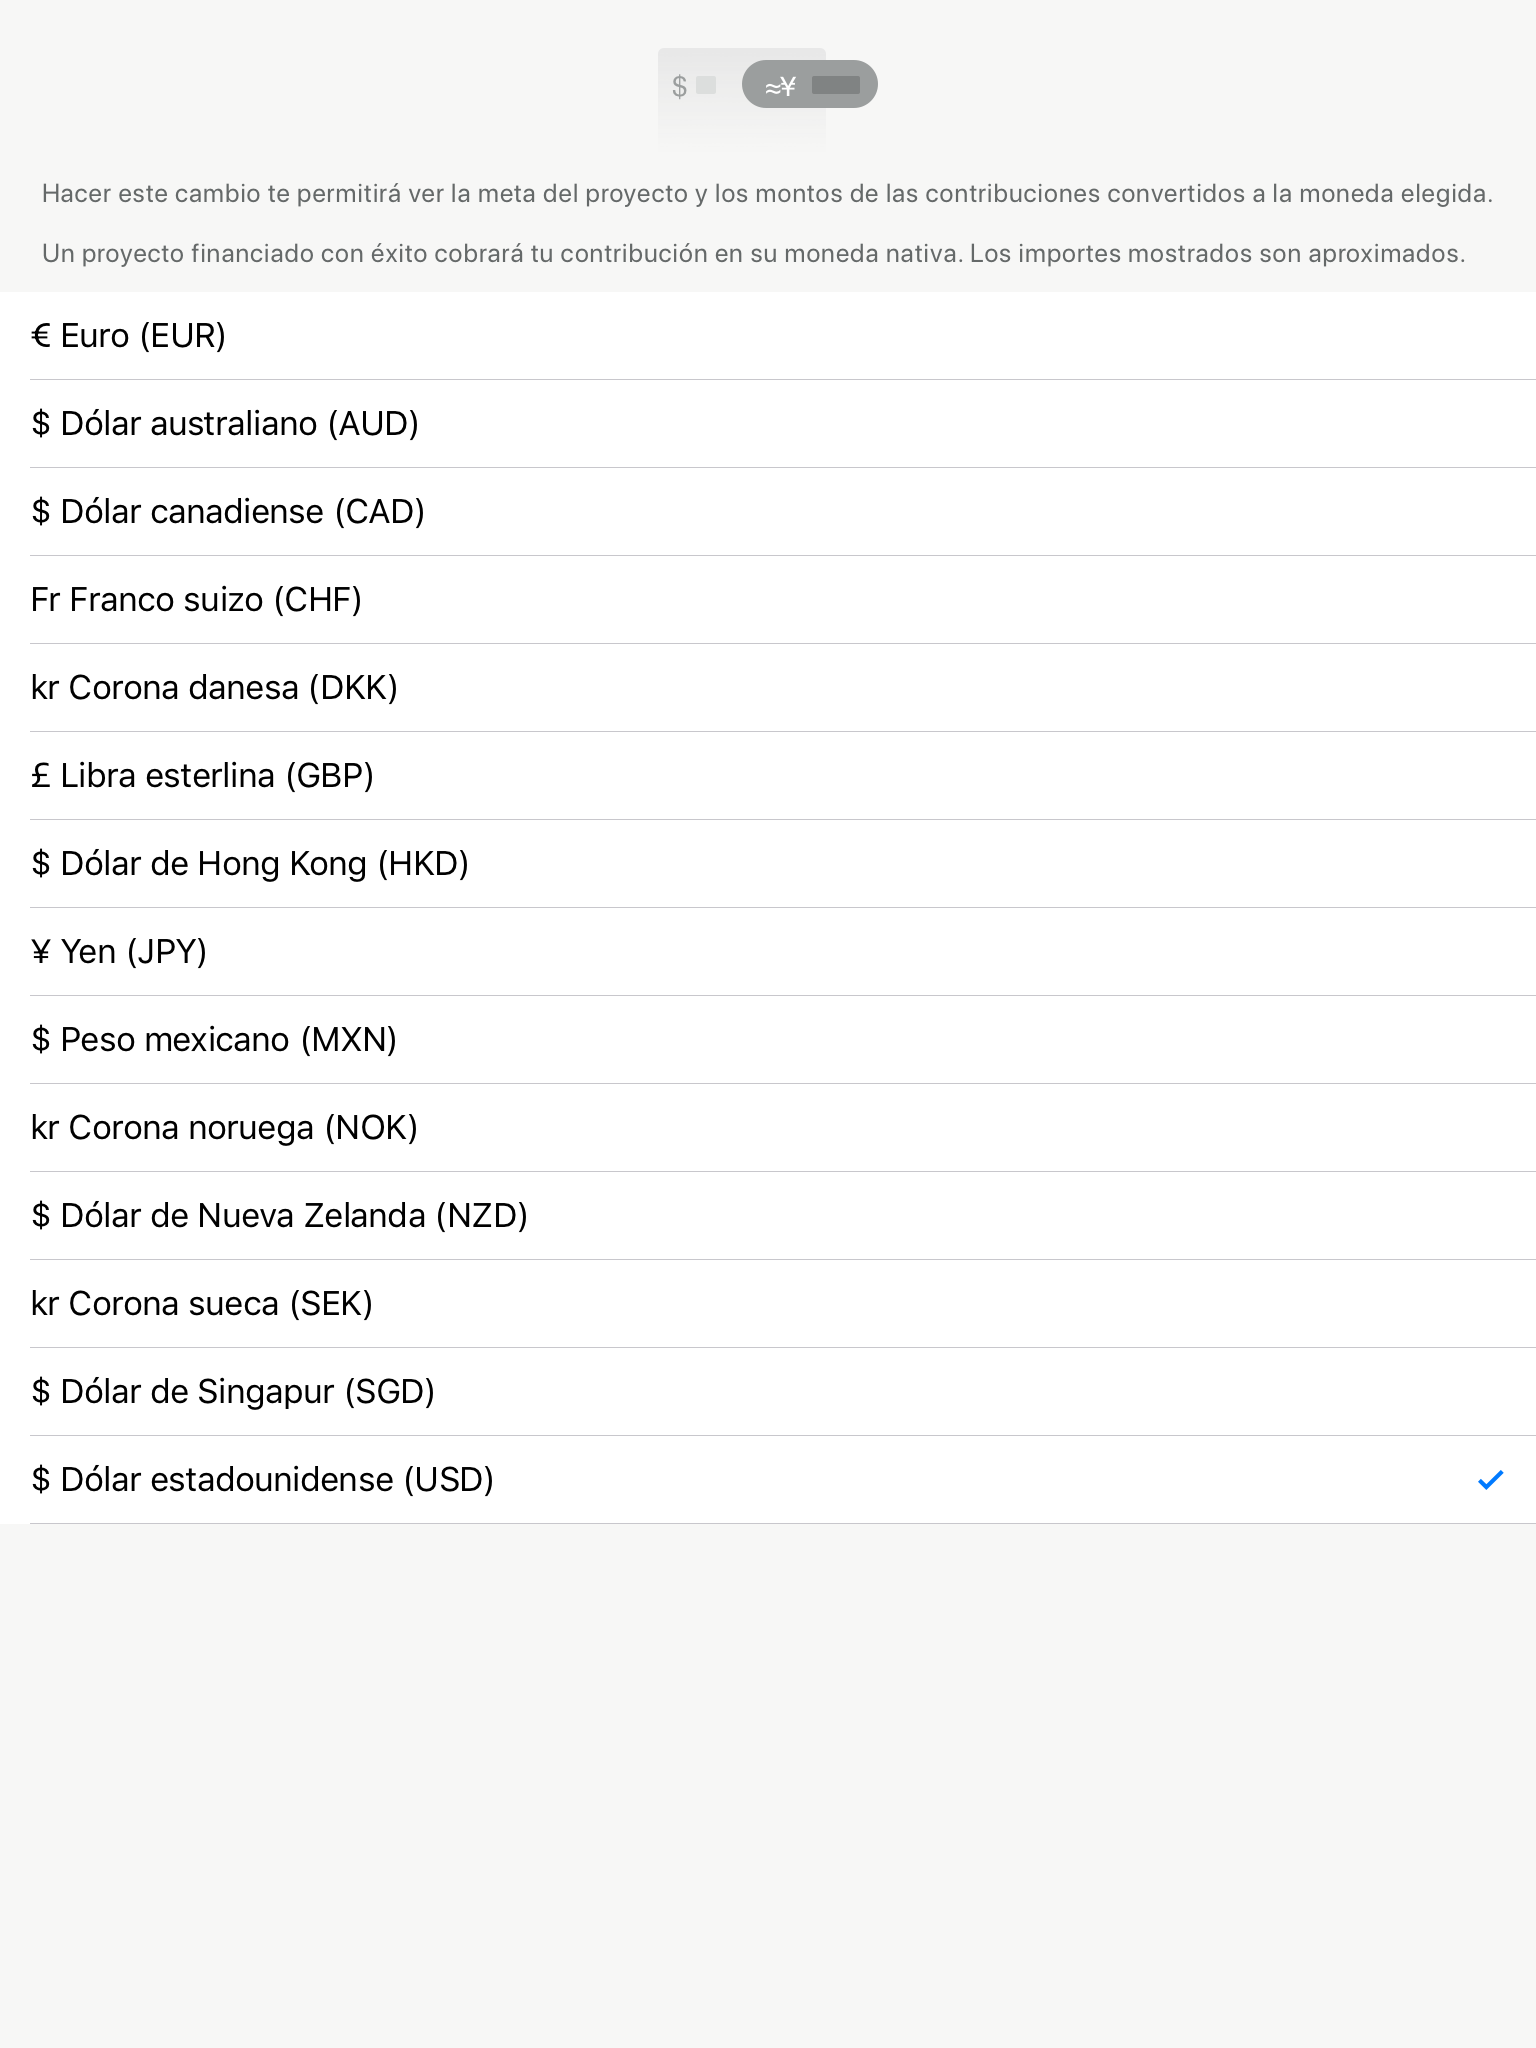 $ ≈¥
Hacer este cambio te permitirá ver la meta del proyecto y los montos de las contribuciones convertidos a la moneda elegida.
Un proyecto financiado con éxito cobrará tu contribución en su moneda nativa. Los importes mostrados son aproximados.
€ Euro (EUR)
$ Dólar australiano (AUD)
$ Dólar canadiense (CAD)
Fr Franco suizo (CHF)
kr Corona danesa (DKK)
£ Libra esterlina (GBP)
$ Dólar de Hong Kong (HKD)
¥ Yen (JPY)
$ Peso mexicano (MXN)
kr Corona noruega (NOK)
$ Dólar de Nueva Zelanda (NZD)
kr Corona sueca (SEK)
$ Dólar de Singapur (SGD)
$ Dólar estadounidense (USD)